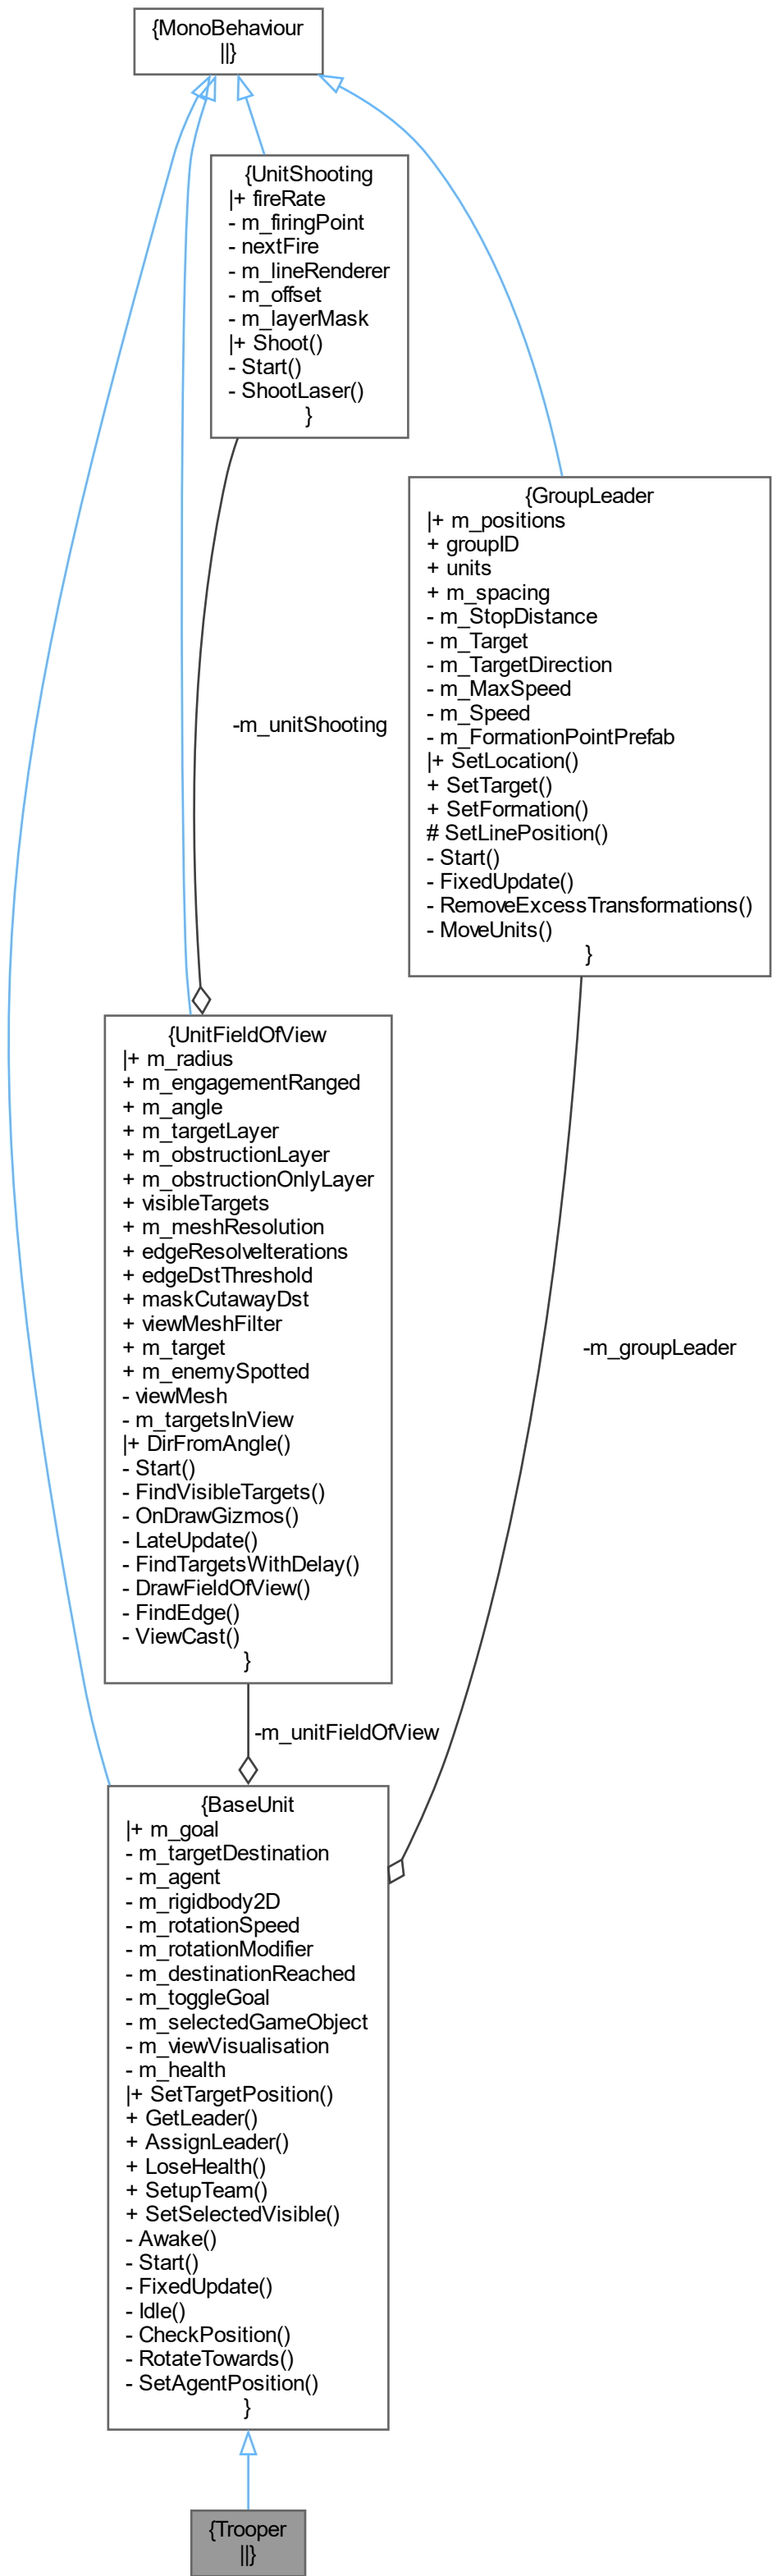 {MonoBehaviour
||}
{UnitShooting
|+ fireRate
- m_firingPoint
- nextFire
- m_lineRenderer
- m_offset
- m_layerMask
|+ Shoot()
- Start()
- ShootLaser()
}
{GroupLeader
|+ m_positions
+ groupID
+ units
+ m_spacing
- m_StopDistance
- m_Target
- m_TargetDirection
- m_MaxSpeed
- m_Speed
- m_FormationPointPrefab
|+ SetLocation()
+ SetTarget()
+ SetFormation()
# SetLinePosition()
- Start()
- FixedUpdate()
- RemoveExcessTransformations()
- MoveUnits()
}
-m_unitShooting
{UnitFieldOfView
|+ m_radius
+ m_engagementRanged
+ m_angle
+ m_targetLayer
+ m_obstructionLayer
+ m_obstructionOnlyLayer
+ visibleTargets
+ m_meshResolution
+ edgeResolveIterations
+ edgeDstThreshold
+ maskCutawayDst
+ viewMeshFilter
+ m_target
+ m_enemySpotted
- viewMesh
- m_targetsInView
|+ DirFromAngle()
- Start()
- FindVisibleTargets()
- OnDrawGizmos()
- LateUpdate()
- FindTargetsWithDelay()
- DrawFieldOfView()
- FindEdge()
- ViewCast()
}
-m_groupLeader
-m_unitFieldOfView
{BaseUnit
|+ m_goal
- m_targetDestination
- m_agent
- m_rigidbody2D
- m_rotationSpeed
- m_rotationModifier
- m_destinationReached
- m_toggleGoal
- m_selectedGameObject
- m_viewVisualisation
- m_health
|+ SetTargetPosition()
+ GetLeader()
+ AssignLeader()
+ LoseHealth()
+ SetupTeam()
+ SetSelectedVisible()
- Awake()
- Start()
- FixedUpdate()
- Idle()
- CheckPosition()
- RotateTowards()
- SetAgentPosition()
}
{Trooper
||}